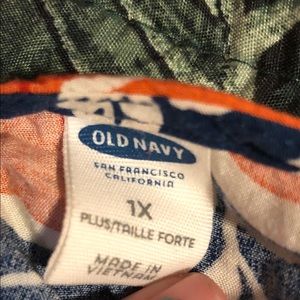 OLD NAVY
SAN FRANCISCO
CALIFORNIA
1X
PLUS/TAILLE FORTE
MADE IN
VIETNAM